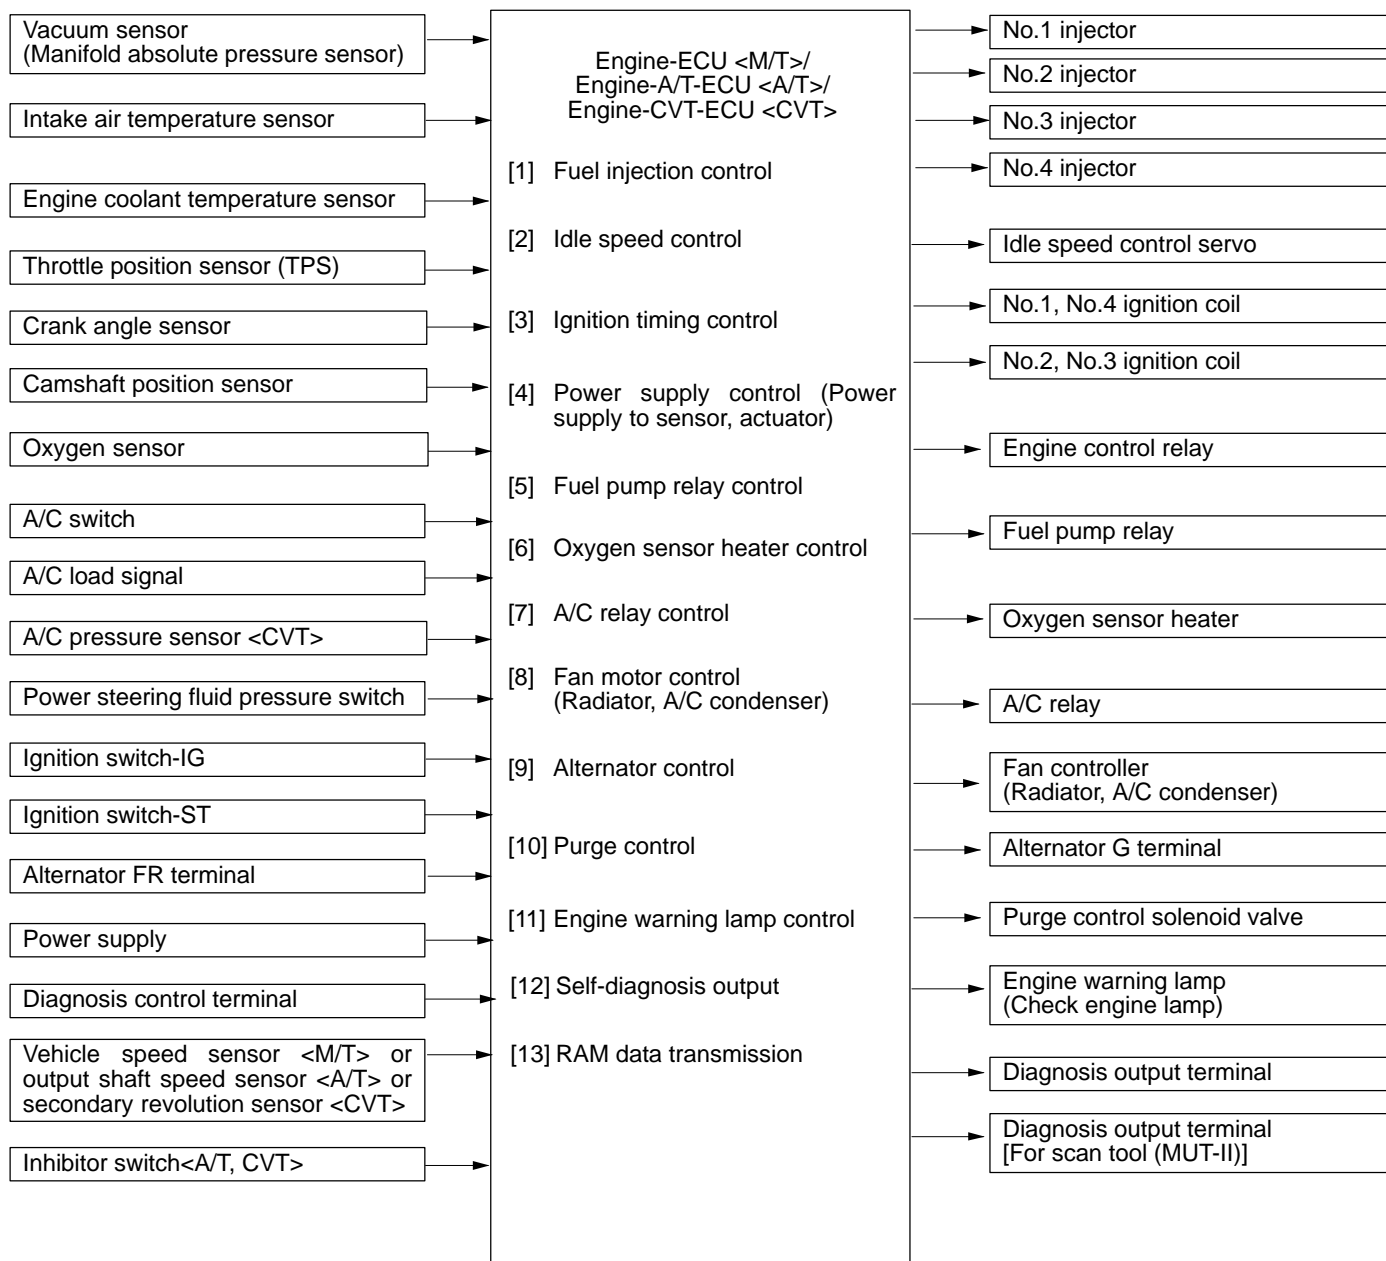 Vacuum sensor
(Manifold absolute pressure sensor)
Intake air temperature sensor
Engine coolant temperature sensor
Throttle position sensor (TPS)
Crank angle sensor
Camshaft position sensor
Oxygen sensor
A/C switch
A/C load signal
A/C pressure sensor <CVT>
Power steering fluid pressure switch
Ignition switch-IG
Ignition switch-ST
Alternator FR terminal
Power supply
Diagnosis control terminal
Vehicle speed sensor <M/T> or
output shaft speed sensor <A/T> or
secondary revolution sensor <CVT>
Inhibitor switch<A/T, CVT>
Engine-ECU <M/T>/
Engine-A/T-ECU <A/T>/
Engine-CVT-ECU <CVT>
[1] Fuel injection control
[2] Idle speed control
[3] Ignition timing control
[4] Power supply control (Power
supply to sensor, actuator)
[5] Fuel pump relay control
[6] Oxygen sensor heater control
[7] A/C relay control
[8] Fan motor control
(Radiator, A/C condenser)
[9] Alternator control
[10] Purge control
[11] Engine warning lamp control
[12] Self-diagnosis output
[13] RAM data transmission
No.1 injector
No.2 injector
No.3 injector
No.4 injector
Idle speed control servo
No.1, No.4 ignition coil
No.2, No.3 ignition coil
Engine control relay
Fuel pump relay
Oxygen sensor heater
A/C relay
Fan controller
(Radiator, A/C condenser)
Alternator G terminal
Purge control solenoid valve
Engine warning lamp
(Check engine lamp)
Diagnosis output terminal
Diagnosis output terminal
[For scan tool (MUT-II)]